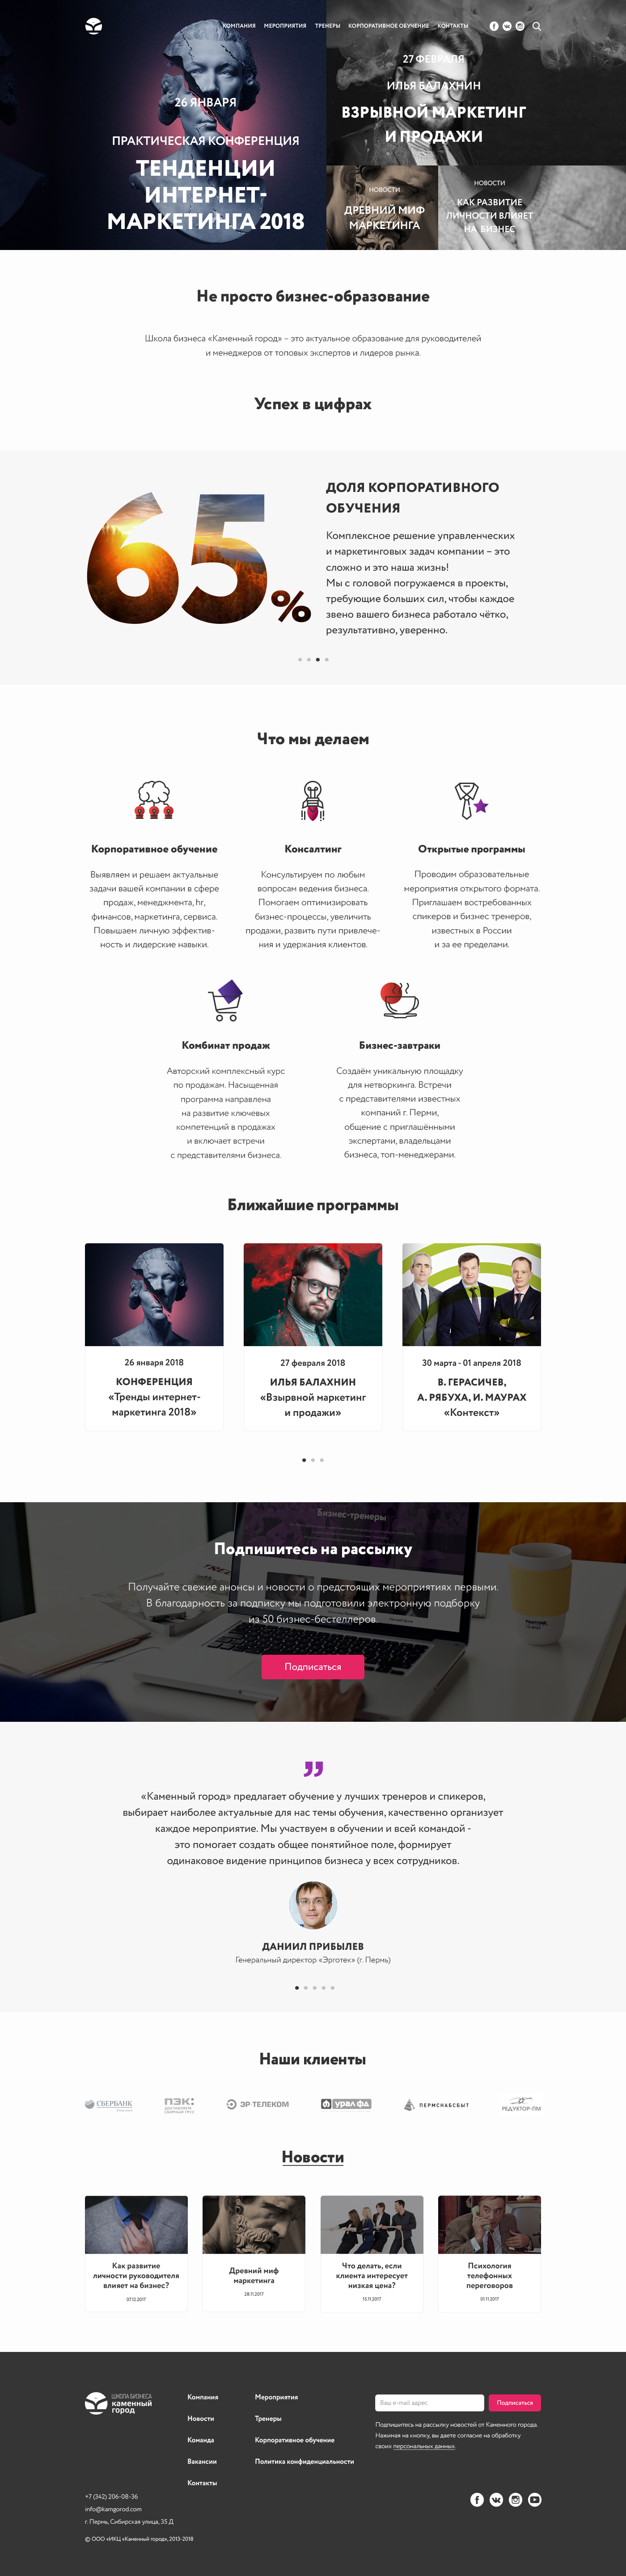 КОМПАНИЯ МЕРОПРИЯТИЯ ТРЕНЕРЫ КОРПОРАТИВНОЕ ОБУЧЕНИЕ КОНТАКТЫ
26 ЯНВАРЯ
ПРАКТИЧЕСКАЯ КОНФЕРЕНЦИЯ
ТЕНДЕНЦИИ
ИНТЕРНЕТ-
МАРКЕТИНГА 2018
27 ФЕВРАЛЯ
ИЛЬЯ БАЛАХНИН
ВЗРЫВНОЙ МАРКЕТИНГ
И ПРОДАЖИ
НОВОСТИ
ДРЕВНИЙ МИФ
МАРКЕТИНГА
НОВОСТИ
КАК РАЗВИТИЕ
ЛИЧНОСТИ ВЛИЯЕТ
НА БИЗНЕС
Не просто бизнес-образование
Школа бизнеса «Каменный город» – это актуальное образование для руководителей
и менеджеров от топовых экспертов и лидеров рынка.
Успех в цифрах
65%
ДОЛЯ КОРПОРАТИВНОГО
ОБУЧЕНИЯ
Комплексное решение управленческих
и маркетинговых задач компании – это
сложно и это наша жизнь!
Мы с головой погружаемся в проекты,
требующие больших сил, чтобы каждое
звено вашего бизнеса работало чётко,
результативно, уверенно.
Что мы делаем
Корпоративное обучение
Выявляем и решаем актуальные
задачи вашей компании в сфере
продаж, менеджмента, hr,
финансов, маркетинга, сервиса.
Повышаем личную эффектив-
ность и лидерские навыки.
Консалтинг
Консультируем по любым
вопросам ведения бизнеса.
Помогаем оптимизировать
бизнес-процессы, увеличить
продажи, развить пути привлече-
ния и удержания клиентов.
Открытые программы
Проводим образовательные
мероприятия открытого формата.
Приглашаем востребованных
спикеров и бизнес тренеров,
известных в России
и за ее пределами.
Комбинат продаж
Авторский комплексный курс
по продажам. Насыщенная
программа направлена
на развитие ключевых
компетенций в продажах
и включает встречи
с представителями бизнеса.
Бизнес-завтраки
Создаём уникальную площадку
для нетворкинга. Встречи
с представителями известных
компаний г. Перми,
общение с приглашёнными
экспертами, владельцами
бизнеса, топ-менеджерами.
Ближайшие программы
26 января 2018
КОНФЕРЕНЦИЯ
«Тренды интернет-
маркетинга 2018»
27 февраля 2018
ИЛЬЯ БАЛАХНИН
«Взрывной маркетинг
и продажи»
30 марта - 01 апреля 2018
В. ГЕРАСИЧЕВ,
А. РЯБУХА, И. МАУРАХ
«Контекст»
Бизнес-тренеры
Подпишитесь на рассылку
Получайте свежие анонсы и новости о предстоящих мероприятиях первыми.
В благодарность за подписку мы подготовили электронную подборку
из 50 бизнес-бестселлеров.
Подписаться
«Каменный город» предлагает обучение у лучших тренеров и спикеров,
выбирает наиболее актуальные для нас темы обучения, качественно организует
каждое мероприятие. Мы участвуем в обучении и всей командой -
это помогает создать общее понятийное поле, формирует
одинаковое видение принципов бизнеса у всех сотрудников.
ДАНИИЛ ПРИБЫЛЕВ
Генеральный директор «Эрготек» (г. Пермь)
Наши клиенты
СБЕРБАНК ПЭК: ЭР-ТЕЛЕКОМ урал фд ПЕРМСНАБСБЫТ РЕДУКТОР-ПМ
Новости
Как развитие
личности руководителя
влияет на бизнес?
07.12.2017
Древний миф
маркетинга
28.11.2017
Что делать, если
клиента интересует
низкая цена?
15.11.2017
Психология
телефонных
переговоров
01.11.2017
ШКОЛА БИЗНЕСА
каменный
город
Компания
Новости
Команда
Вакансии
Контакты
Мероприятия
Тренеры
Корпоративное обучение
Политика конфиденциальности
Ваш e-mail адрес
Подписаться
Подпишитесь на рассылку новостей от Каменного города.
Нажимая на кнопку, вы даете согласие на обработку
своих персональных данных.
+7 (342) 206-08-36
info@kamgorod.com
г. Пермь, Сибирская улица, 35 Д
© ООО «ИКЦ «Каменный город», 2013-2018